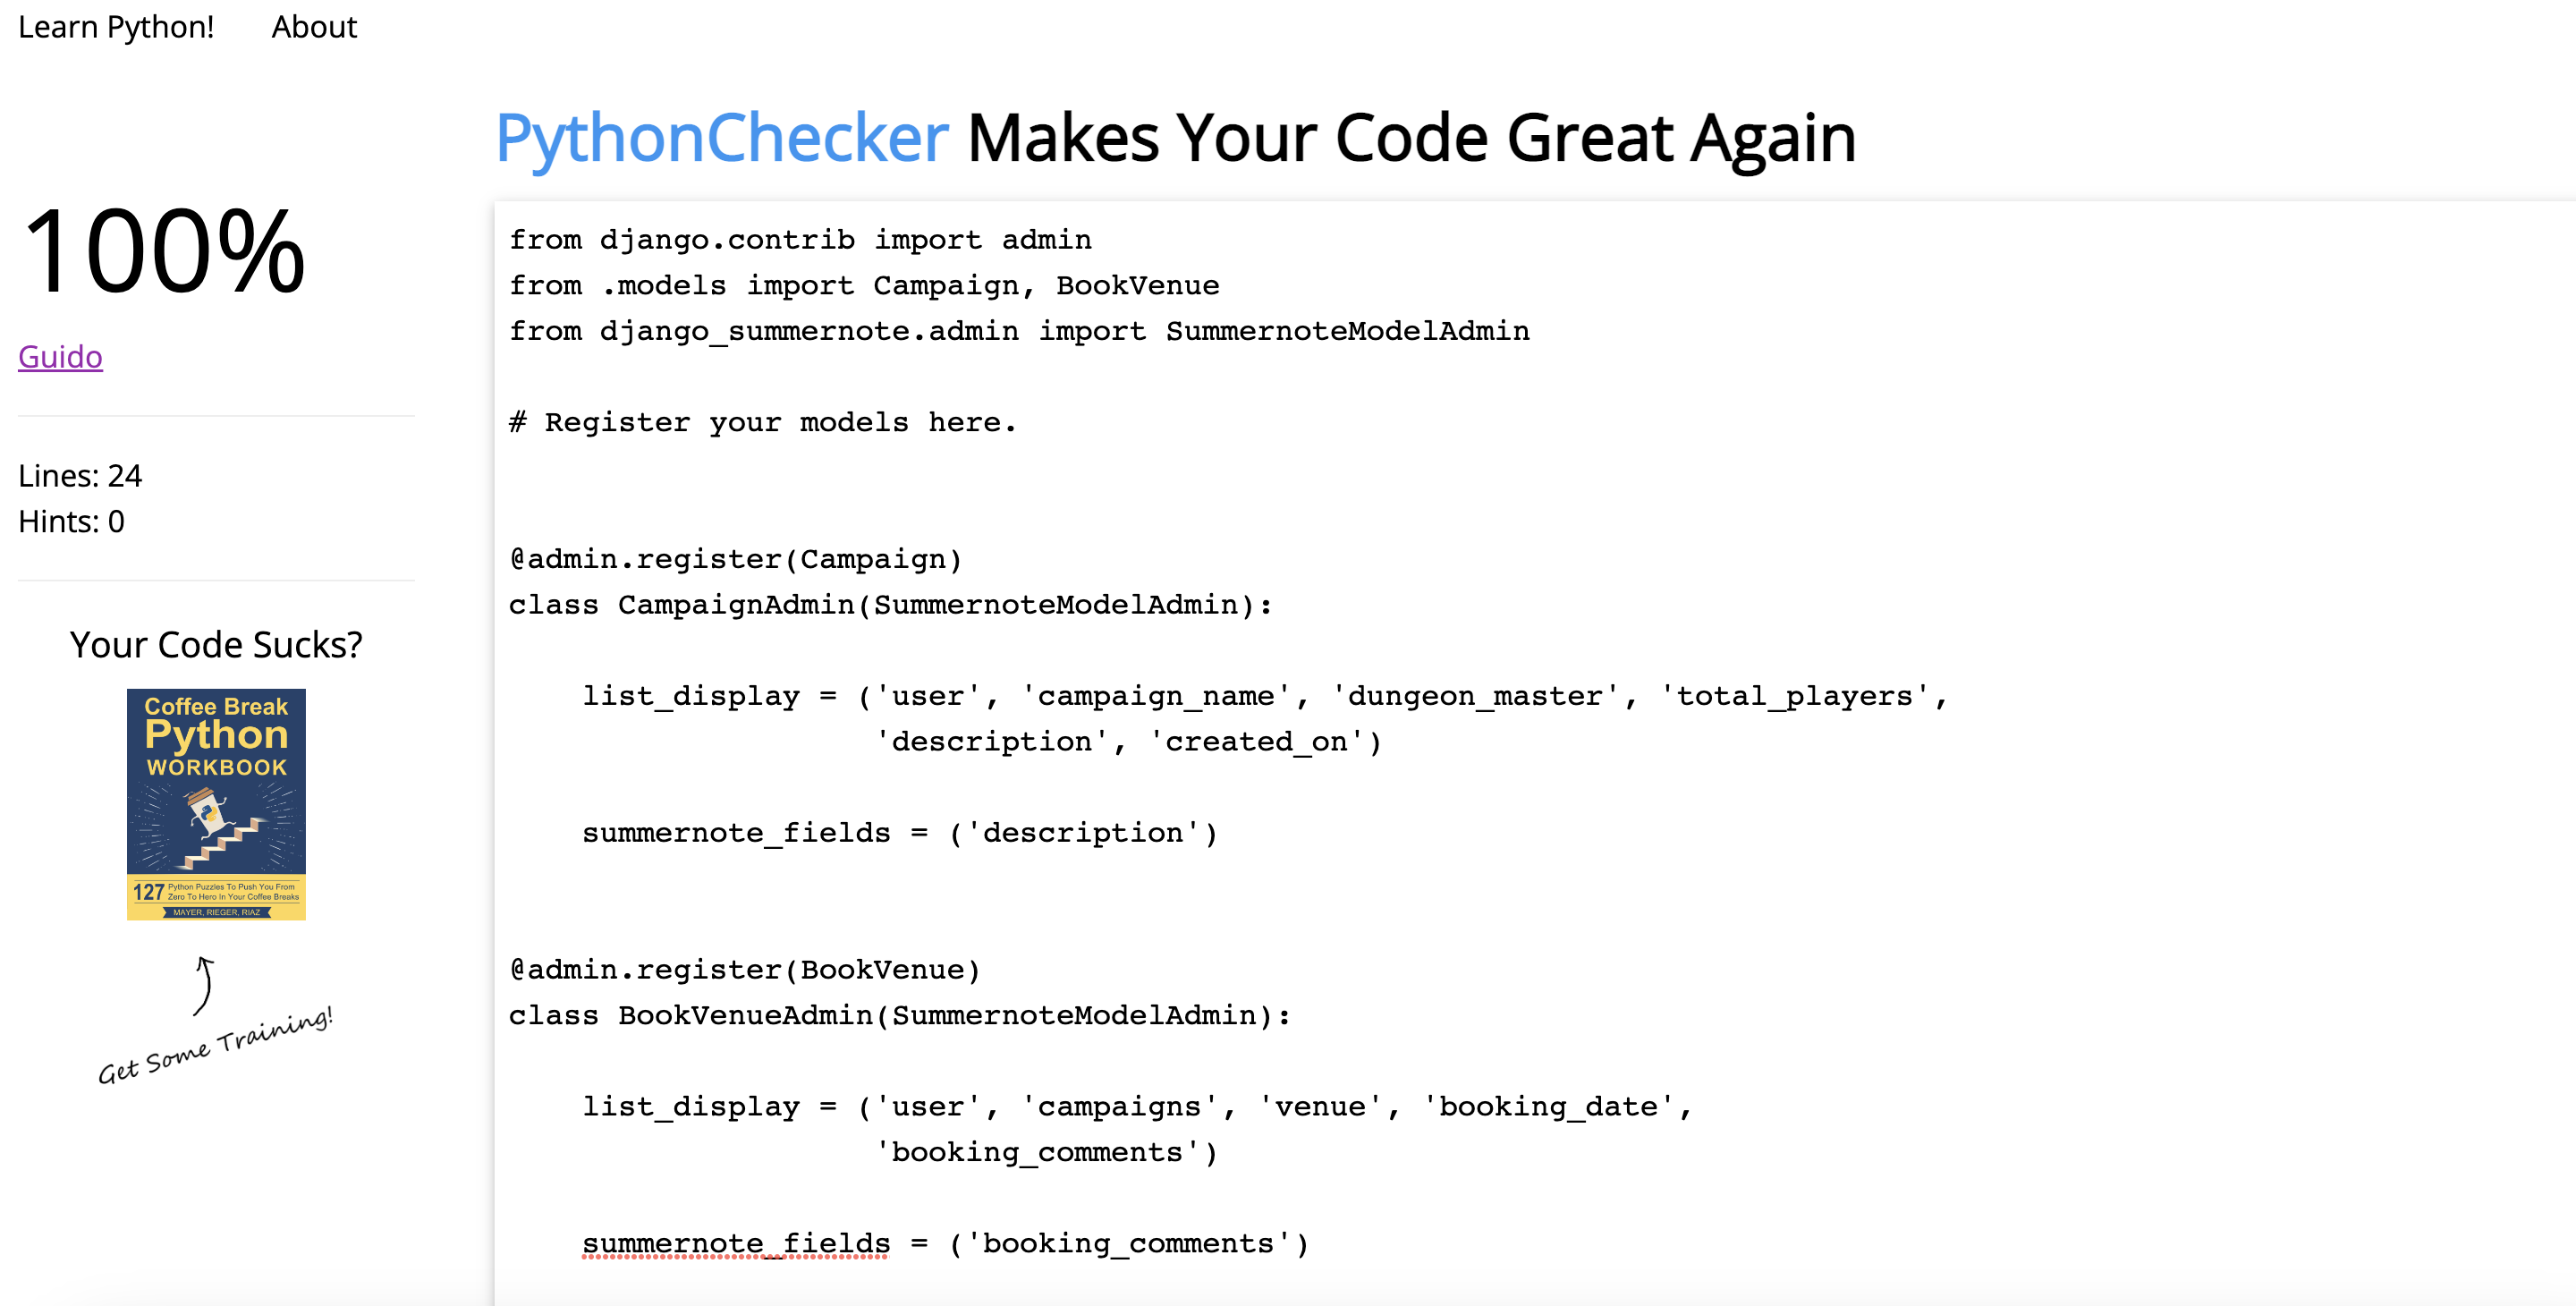 Learn Python! About
PythonChecker Makes Your Code Great Again
100%
Guido
Lines: 24
Hints: 0
Your Code Sucks?
Coffee Break
Python
WORKBOOK
127 Python Puzzles To Push You From
Zero To Hero In Your Coffee Breaks
MAYER, RIEGER, RIAZ
Get Some Training!
from django.contrib import admin
from .models import Campaign, BookVenue
from django_summernote.admin import SummernoteModelAdmin
# Register your models here.
@admin.register(Campaign)
class CampaignAdmin(SummernoteModelAdmin):
    list_display = ('user', 'campaign_name', 'dungeon_master', 'total_players',
                    'description', 'created_on')
    summernote_fields = ('description')
@admin.register(BookVenue)
class BookVenueAdmin(SummernoteModelAdmin):
    list_display = ('user', 'campaigns', 'venue', 'booking_date',
                    'booking_comments')
    summernote_fields = ('booking_comments')